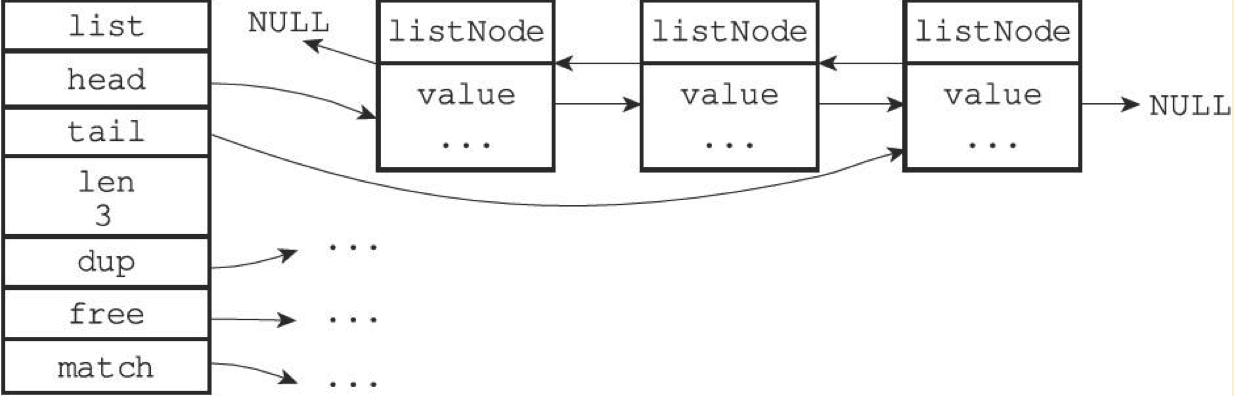 list
head
tail
len
3
dup
free
match
NULL
listNode
value
...
listNode
value
...
listNode
value
...
NULL
...
...
...